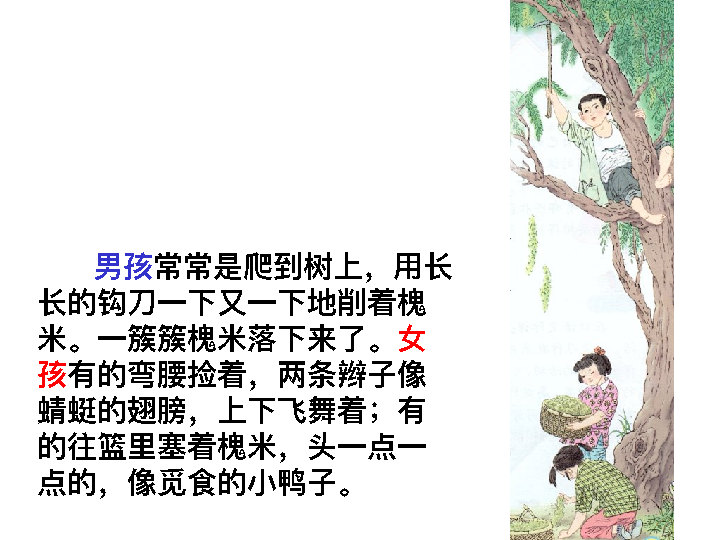 男孩常常是爬到树上，用长
长的钩刀一下又一下地削着槐
米。一簇簇槐米落下来了。女
孩有的弯腰捡着，两条辫子像
蜻蜓的翅膀，上下飞舞着；有
的往篮里塞着槐米，头一点一
点的，像觅食的小鸭子。